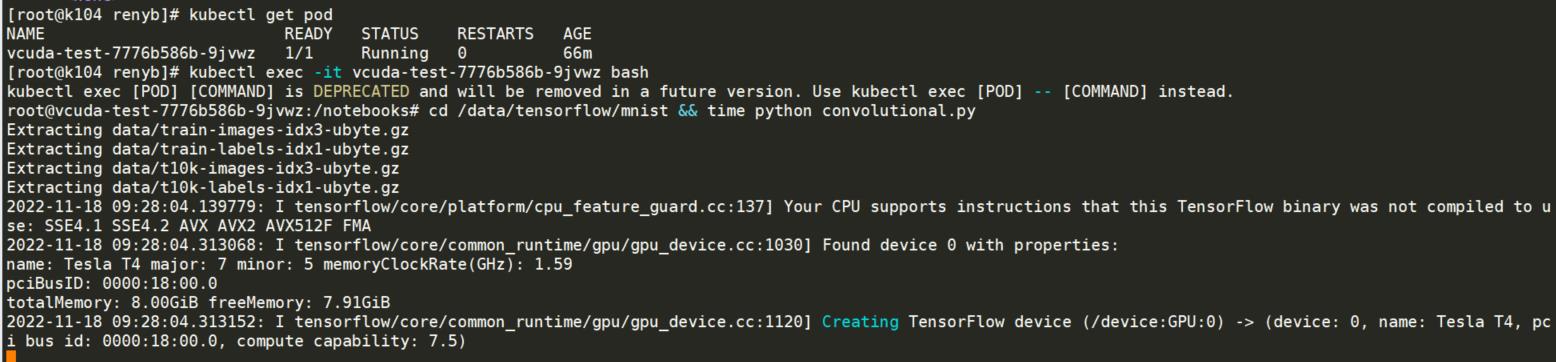 [root@k104 renyb]# kubectl get pod
NAME                          READY   STATUS    RESTARTS   AGE
vcuda-test-7776b586b-9jvwz   1/1     Running   0          66m
[root@k104 renyb]# kubectl exec -it vcuda-test-7776b586b-9jvwz bash
kubectl exec [POD] [COMMAND] is DEPRECATED and will be removed in a future version. Use kubectl exec [POD] -- [COMMAND] instead.
root@vcuda-test-7776b586b-9jvwz:/notebooks# cd /data/tensorflow/mnist && time python convolutional.py
Extracting data/train-images-idx3-ubyte.gz
Extracting data/train-labels-idx1-ubyte.gz
Extracting data/t10k-images-idx3-ubyte.gz
Extracting data/t10k-labels-idx1-ubyte.gz
2022-11-18 09:28:04.139779: I tensorflow/core/platform/cpu_feature_guard.cc:137] Your CPU supports instructions that this TensorFlow binary was not compiled to u
se: SSE4.1 SSE4.2 AVX AVX2 AVX512F FMA
2022-11-18 09:28:04.313068: I tensorflow/core/common_runtime/gpu/gpu_device.cc:1030] Found device 0 with properties:
name: Tesla T4 major: 7 minor: 5 memoryClockRate(GHz): 1.59
pciBusID: 0000:18:00.0
totalMemory: 8.00GiB freeMemory: 7.91GiB
2022-11-18 09:28:04.313152: I tensorflow/core/common_runtime/gpu/gpu_device.cc:1120] Creating TensorFlow device (/device:GPU:0) -> (device: 0, name: Tesla T4, pc
i bus id: 0000:18:00.0, compute capability: 7.5)